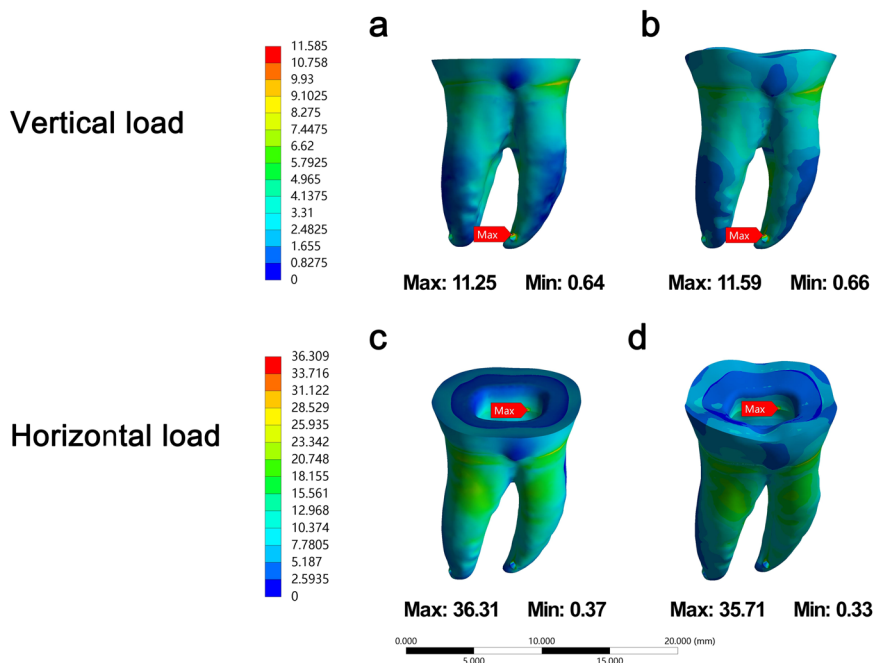 a
b
11.585
10.758
9.93
9.1025
8.275
7.4475
6.62
5.7925
4.965
4.1375
3.31
2.4825
1.655
0.8275
0
Vertical load
Max
Max
Max: 11.25 Min: 0.64
Max: 11.59 Min: 0.66
c
d
36.309
33.716
31.122
28.529
25.935
23.342
20.748
18.155
15.561
12.968
10.374
7.7805
5.187
2.5935
0
Horizontal load
Max
Max
Max: 36.31 Min: 0.37
Max: 35.71 Min: 0.33
0.000 10.000 20.000 (mm)
5.000 15.000